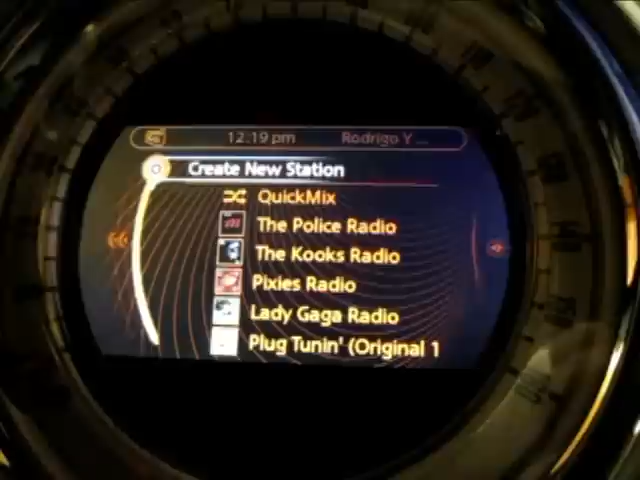 12:19 pm Rodrigo Y ...
Create New Station
QuickMix
The Police Radio
The Kooks Radio
Pixies Radio
Lady Gaga Radio
Plug Tunin' (Original 1